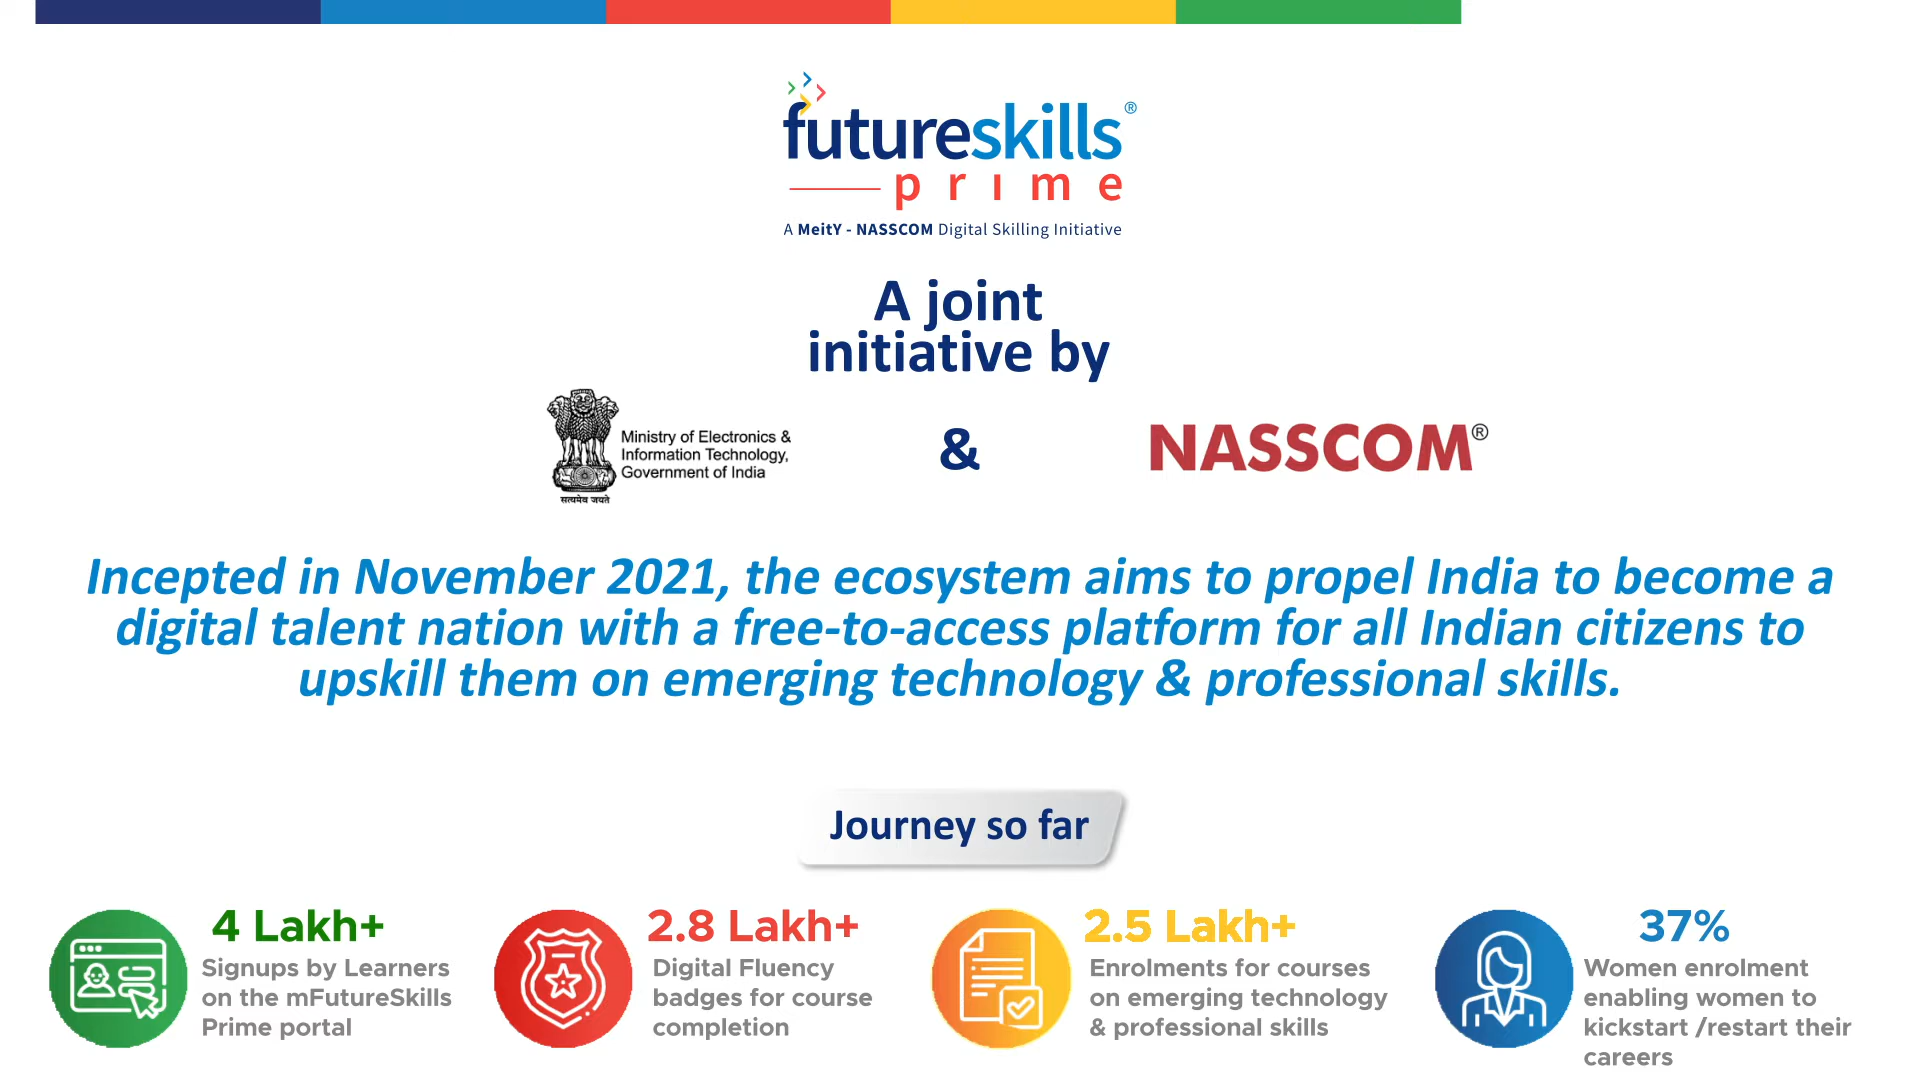 futureskills®
prime
A MeitY - NASSCOM Digital Skilling Initiative
A joint
initiative by
Ministry of Electronics &
Information Technology,
Government of India
सत्यमेव जयते
&
NASSCOM®
Incepted in November 2021, the ecosystem aims to propel India to become a
digital talent nation with a free-to-access platform for all Indian citizens to
upskill them on emerging technology & professional skills.
Journey so far
4 Lakh+
Signups by Learners
on the mFutureSkills
Prime portal
2.8 Lakh+
Digital Fluency
badges for course
completion
2.5 Lakh+
Enrolments for courses
on emerging technology
& professional skills
37%
Women enrolment
enabling women to
kickstart /restart their
careers